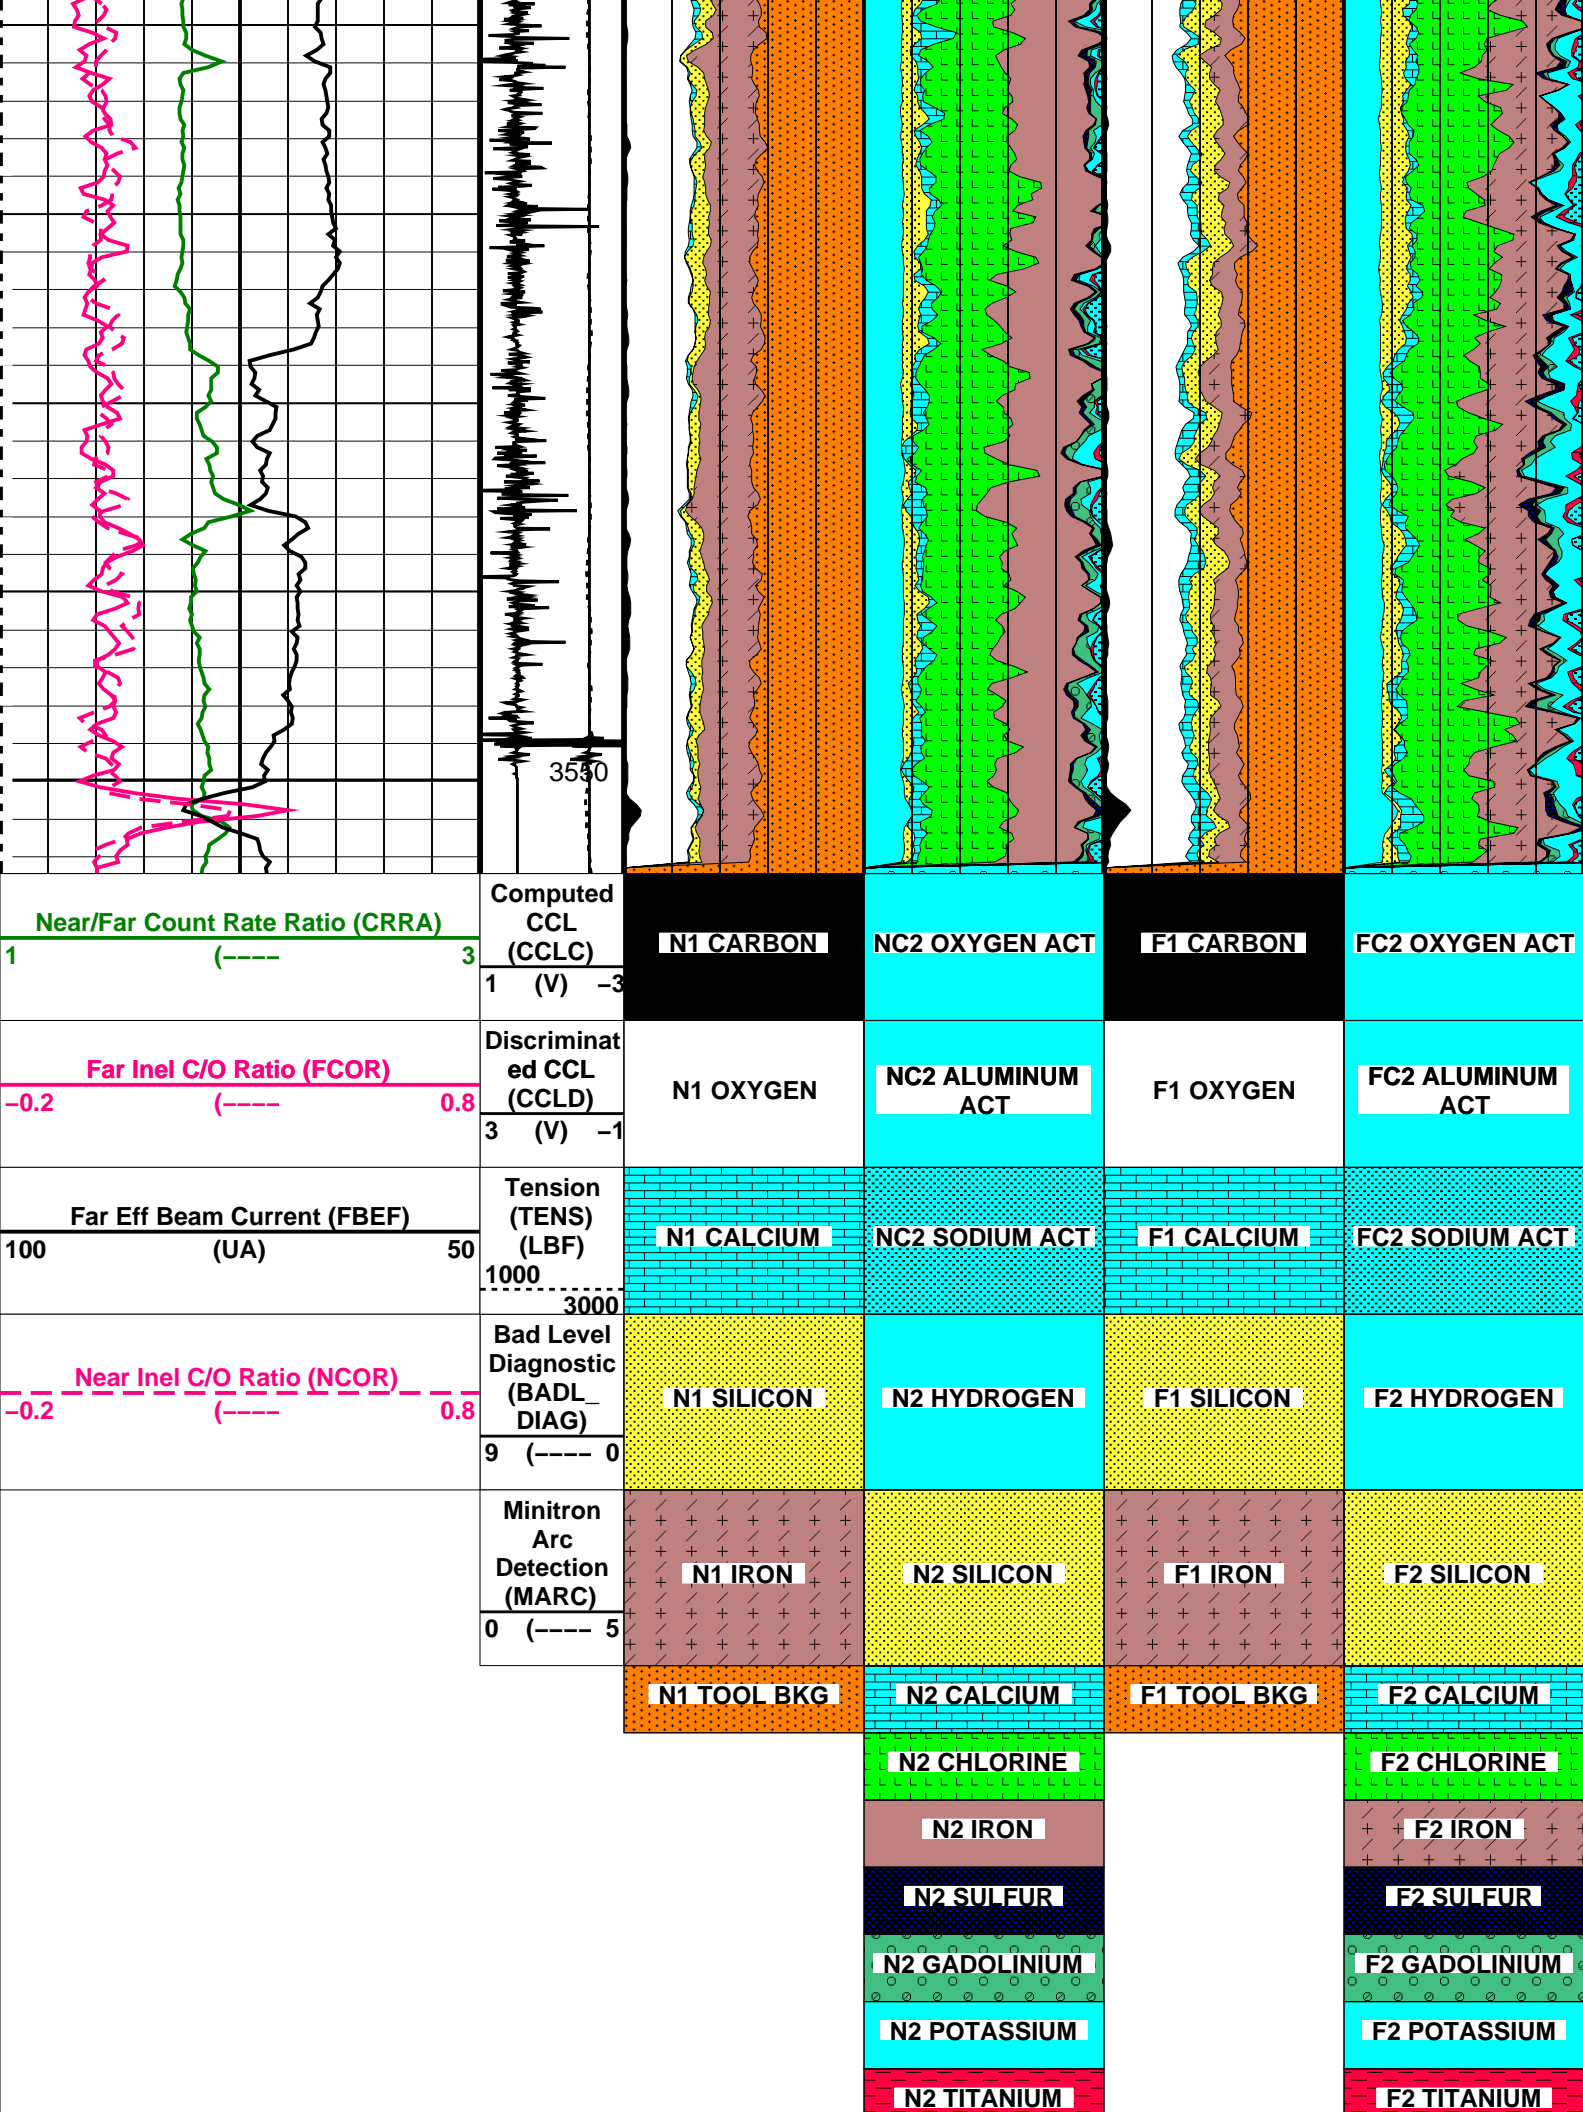 3550
Near/Far Count Rate Ratio (CRRA)
1 (---- 3
Computed
CCL
(CCLC)
1 (V) -3
N1 CARBON
NC2 OXYGEN ACT
F1 CARBON
FC2 OXYGEN ACT
Far Inel C/O Ratio (FCOR)
-0.2 (---- 0.8
Discriminat
ed CCL
(CCLD)
3 (V) -1
N1 OXYGEN
NC2 ALUMINUM
ACT
F1 OXYGEN
FC2 ALUMINUM
ACT
Far Eff Beam Current (FBEF)
100 (UA) 50
Tension
(TENS)
(LBF)
1000
3000
N1 CALCIUM
NC2 SODIUM ACT
F1 CALCIUM
FC2 SODIUM ACT
Near Inel C/O Ratio (NCOR)
-0.2 (---- 0.8
Bad Level
Diagnostic
(BADL_
DIAG)
9 (---- 0
N1 SILICON
N2 HYDROGEN
F1 SILICON
F2 HYDROGEN
Minitron
Arc
Detection
(MARC)
0 (---- 5
N1 IRON
N2 SILICON
F1 IRON
F2 SILICON
N1 TOOL BKG
N2 CALCIUM
F1 TOOL BKG
F2 CALCIUM
N2 CHLORINE
F2 CHLORINE
N2 IRON
F2 IRON
N2 SULFUR
F2 SULFUR
N2 GADOLINIUM
F2 GADOLINIUM
N2 POTASSIUM
F2 POTASSIUM
N2 TITANIUM
F2 TITANIUM